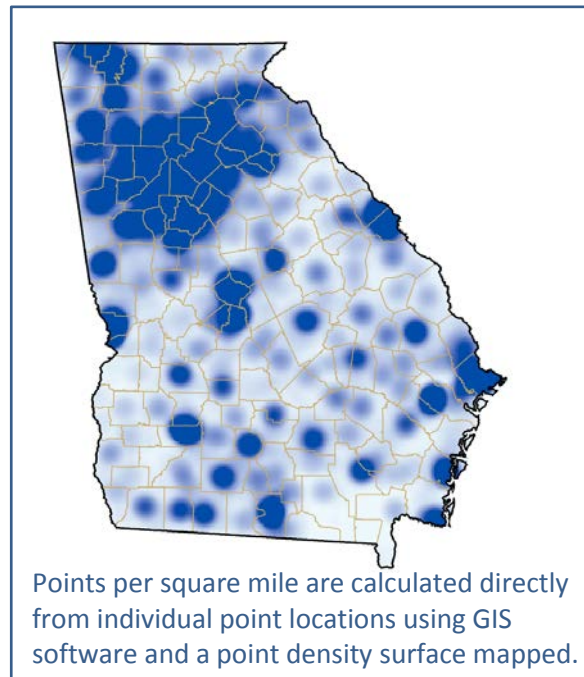 Points per square mile are calculated directly
from individual point locations using GIS
software and a point density surface mapped.